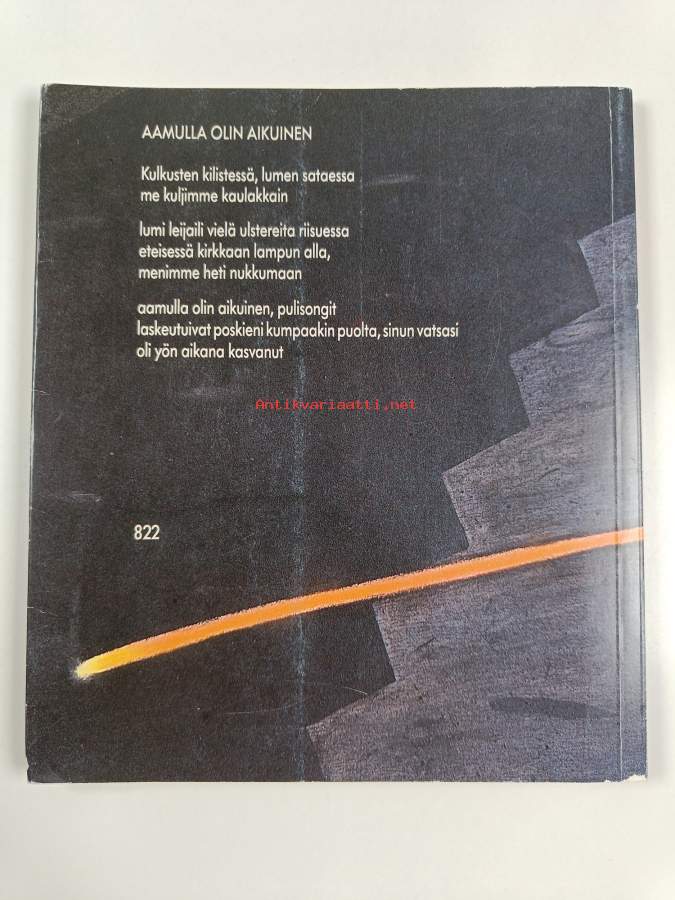 AAMULLA OLIN AIKUINEN
Kulkusten kilistessä, lumen sataessa
me kuljimme kaulakkain
lumi leijaili vielä ulstereita riisuessa
eteisessä kirkkaan lampun alla,
menimme heti nukkumaan
aamulla olin aikuinen, pulisongit
laskeutuivat poskieni kumpaakin puolta, sinun vatsasi
oli yön aikana kasvanut
Antikvariaatti.net
822